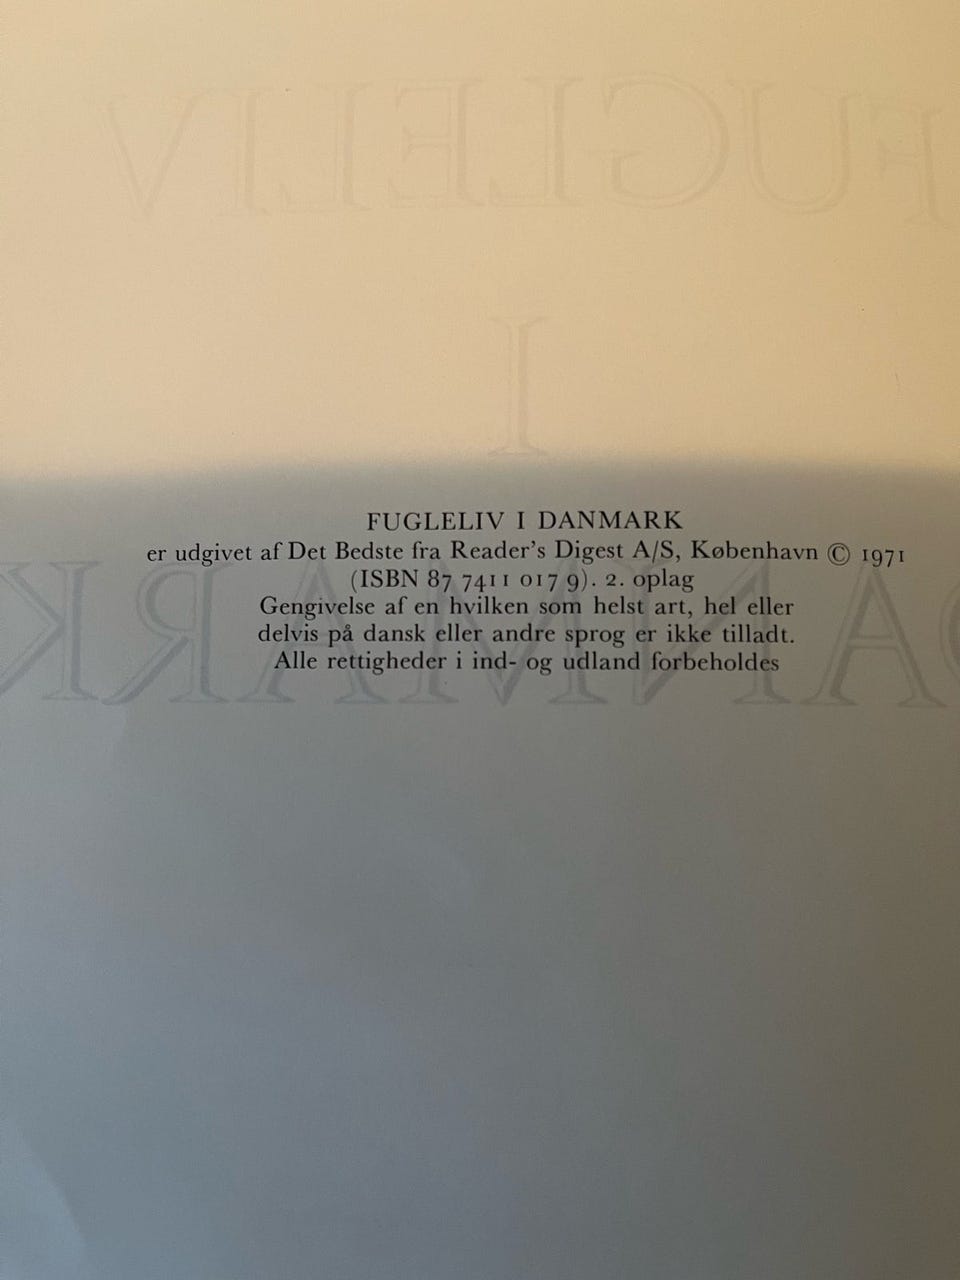 FUGLELIV
I
DANMARK
FUGLELIV I DANMARK
er udgivet af Det Bedste fra Reader's Digest A/S, København © 1971
(ISBN 87 7411 017 9). 2. oplag
Gengivelse af en hvilken som helst art, hel eller
delvis på dansk eller andre sprog er ikke tilladt.
Alle rettigheder i ind- og udland forbeholdes